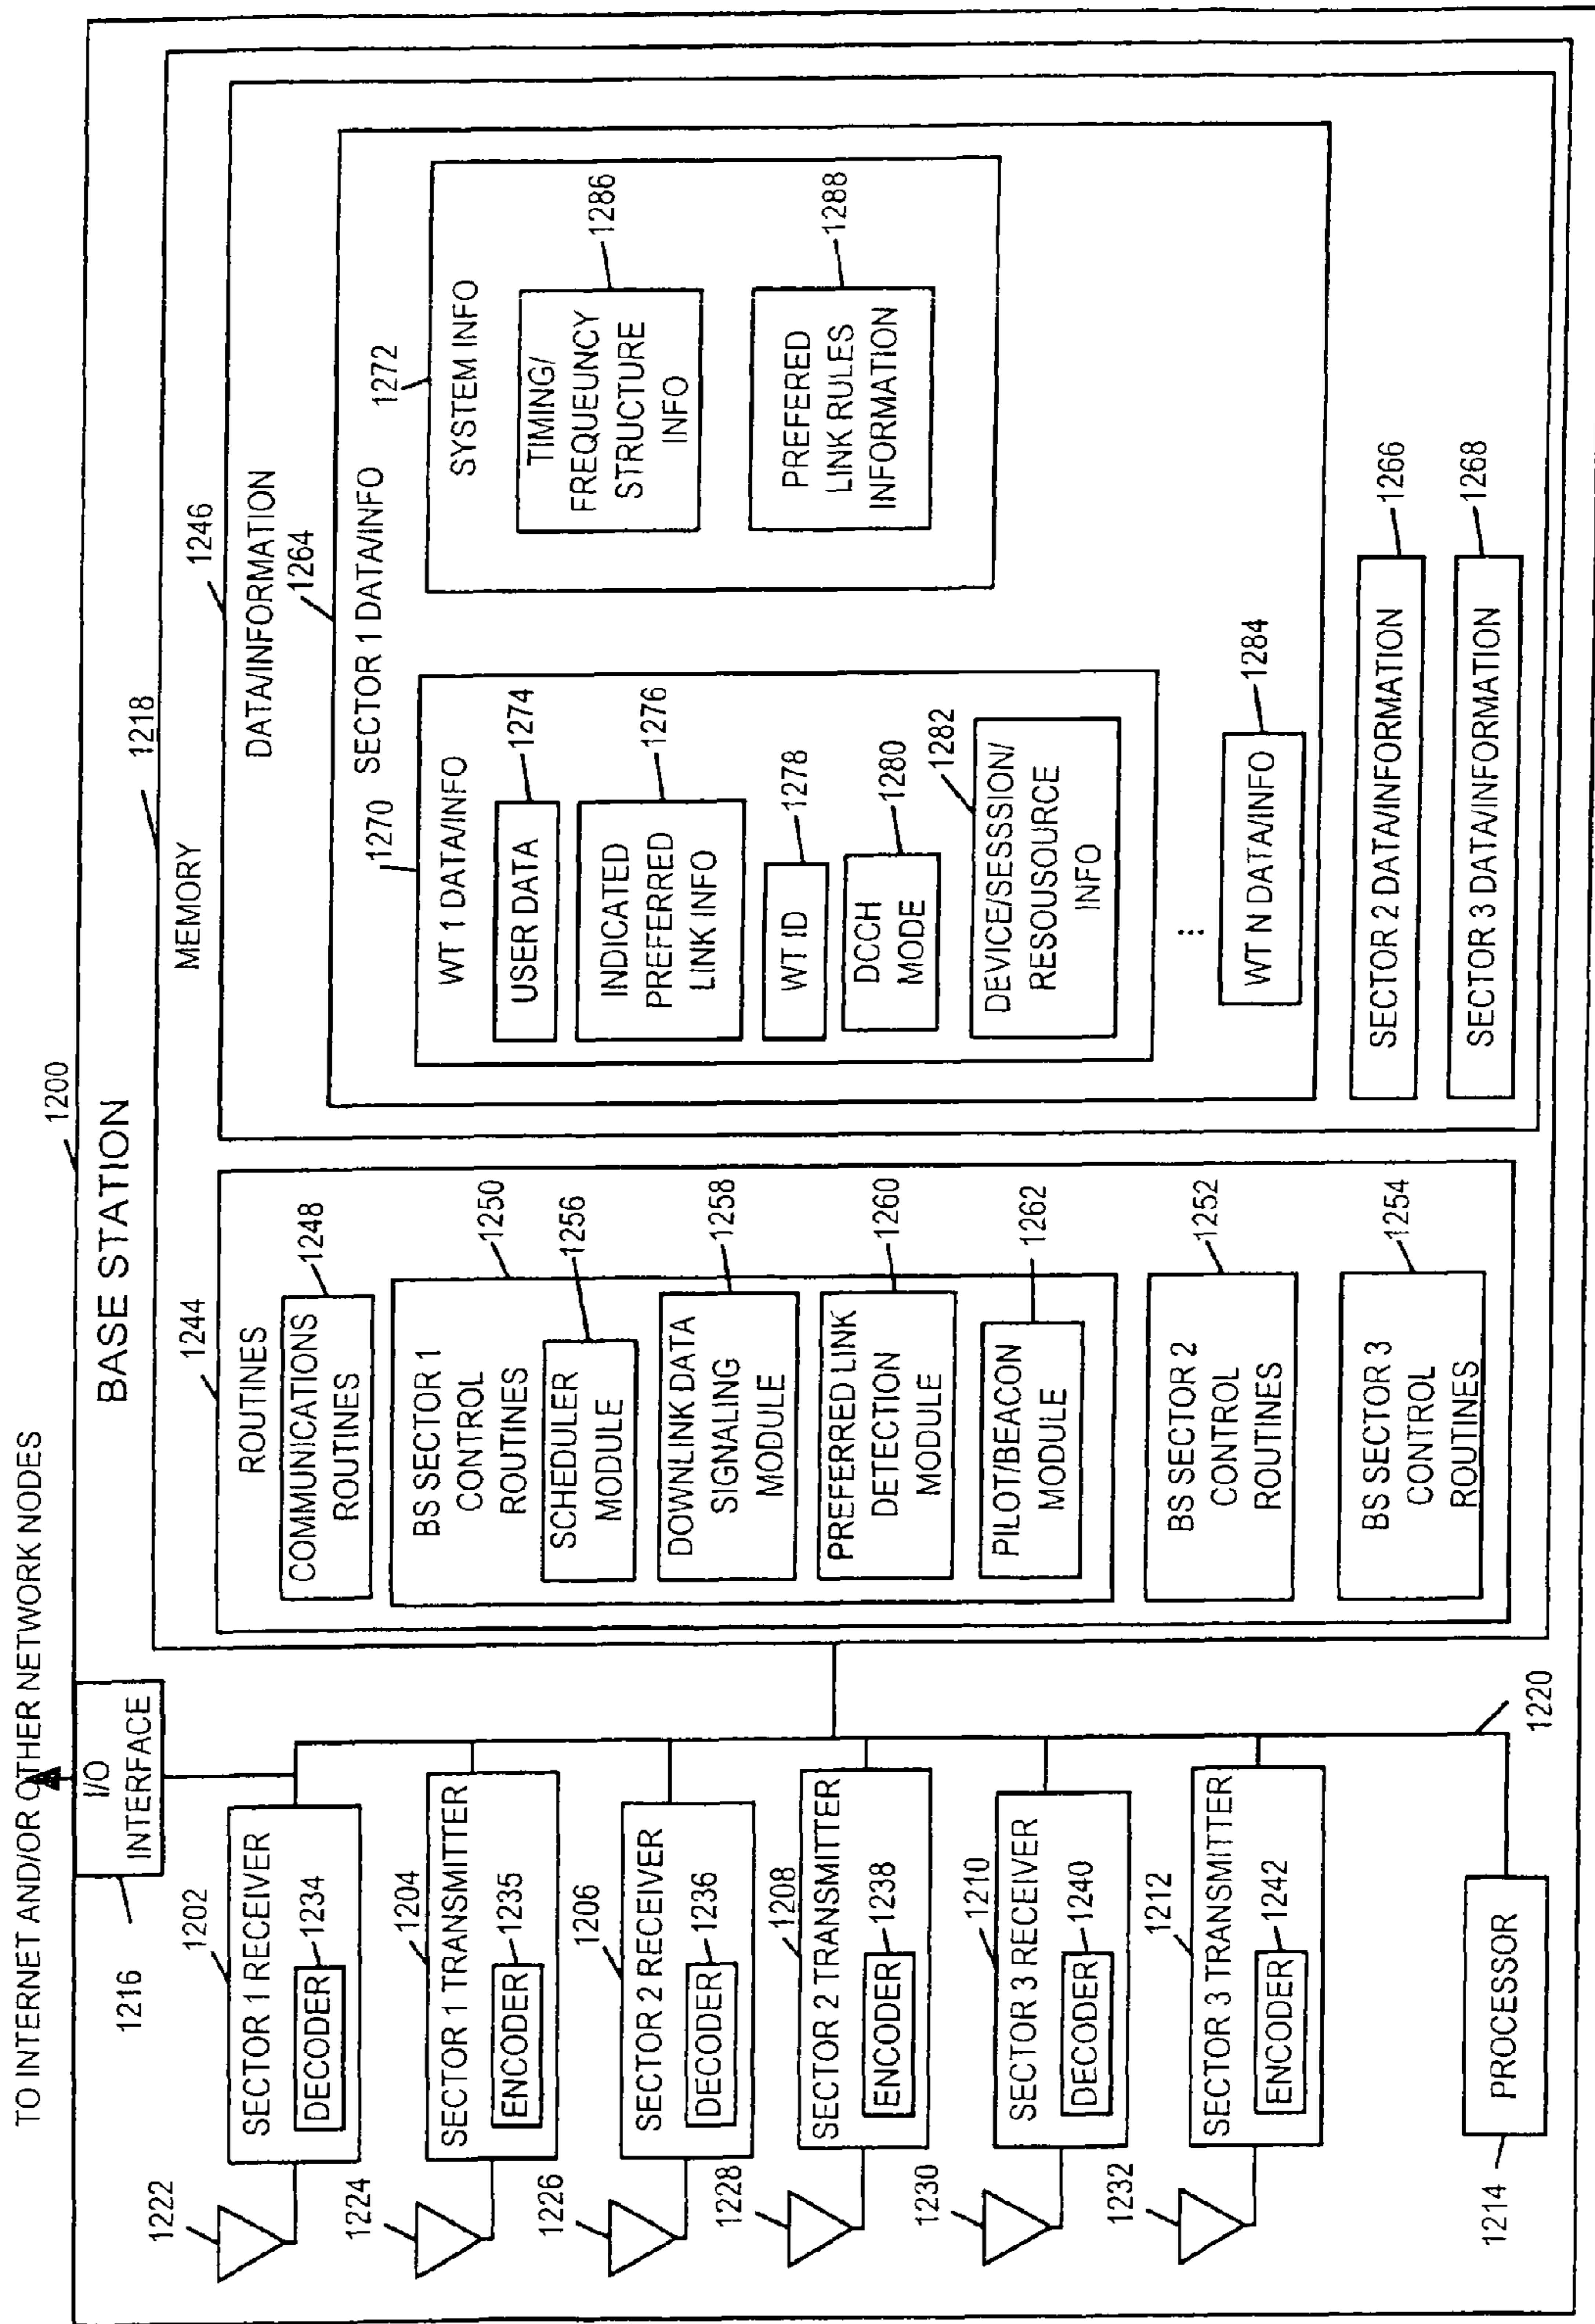 TO INTERNET AND/OR OTHER NETWORK NODES
1200
BASE STATION
1216
I/O
INTERFACE
1222
1202
SECTOR 1 RECEIVER
DECODER
1234
1224
1204
SECTOR 1 TRANSMITTER
ENCODER
1235
1226
1206
SECTOR 2 RECEIVER
DECODER
1236
1228
1208
SECTOR 2 TRANSMITTER
ENCODER
1238
1230
1210
SECTOR 3 RECEIVER
DECODER
1240
1232
1212
SECTOR 3 TRANSMITTER
ENCODER
1242
1214
PROCESSOR
1220
1218
MEMORY
1244
ROUTINES
1248
COMMUNICATIONS
ROUTINES
1250
BS SECTOR 1
CONTROL
ROUTINES
1256
SCHEDULER
MODULE
1258
DOWNLINK DATA
SIGNALING
MODULE
1260
PREFERRED LINK
DETECTION
MODULE
1262
PILOT/BEACON
MODULE
1252
BS SECTOR 2
CONTROL
ROUTINES
1254
BS SECTOR 3
CONTROL
ROUTINES
1246
DATA/INFORMATION
1264
SECTOR 1 DATA/INFO
1270
WT 1 DATA/INFO
1274
USER DATA
1276
INDICATED
PREFERRED
LINK INFO
1278
WT ID
1280
DCCH
MODE
1282
DEVICE/SESSSION/
RESOUSOURCE
INFO
...
1284
WT N DATA/INFO
1272
SYSTEM INFO
1286
TIMING/
FREQUEUNCY
STRUCTURE
INFO
1288
PREFERED
LINK RULES
INFORMATION
1266
SECTOR 2 DATA/INFORMATION
1268
SECTOR 3 DATA/INFORMATION